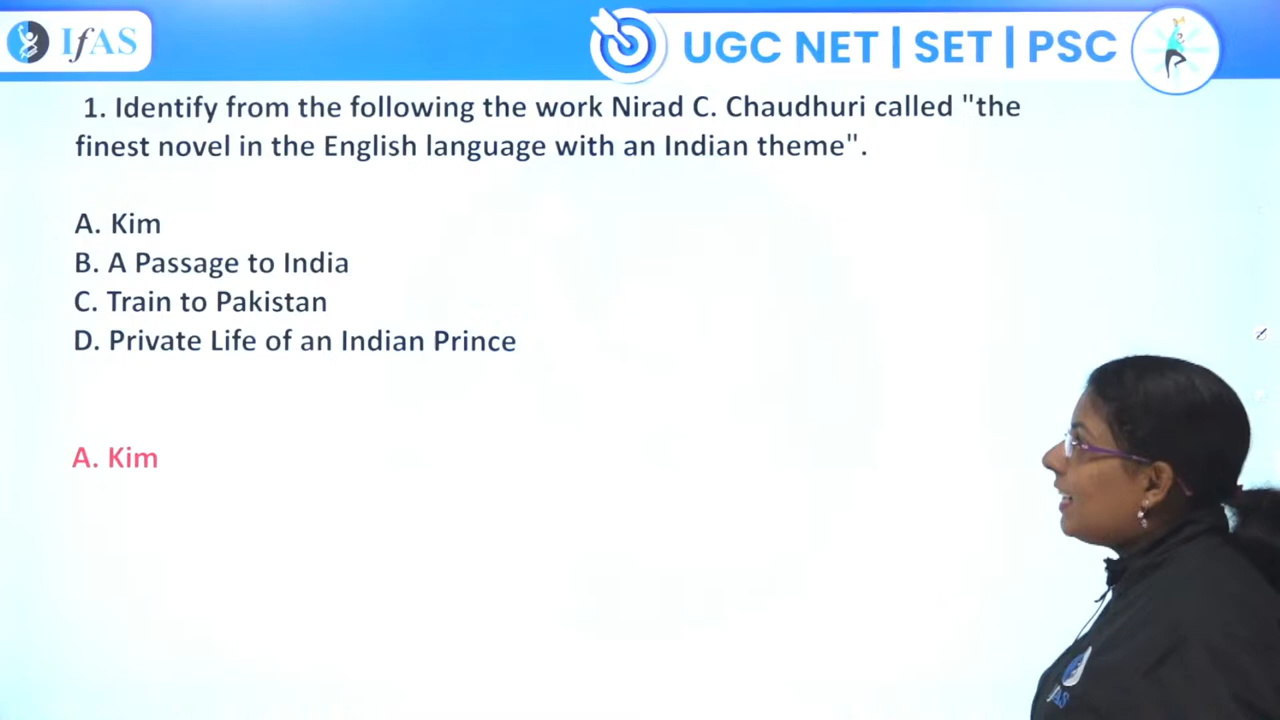 IfAS
UGC NET | SET | PSC
1. Identify from the following the work Nirad C. Chaudhuri called "the
finest novel in the English language with an Indian theme".
A. Kim
B. A Passage to India
C. Train to Pakistan
D. Private Life of an Indian Prince
A. Kim
IfAS